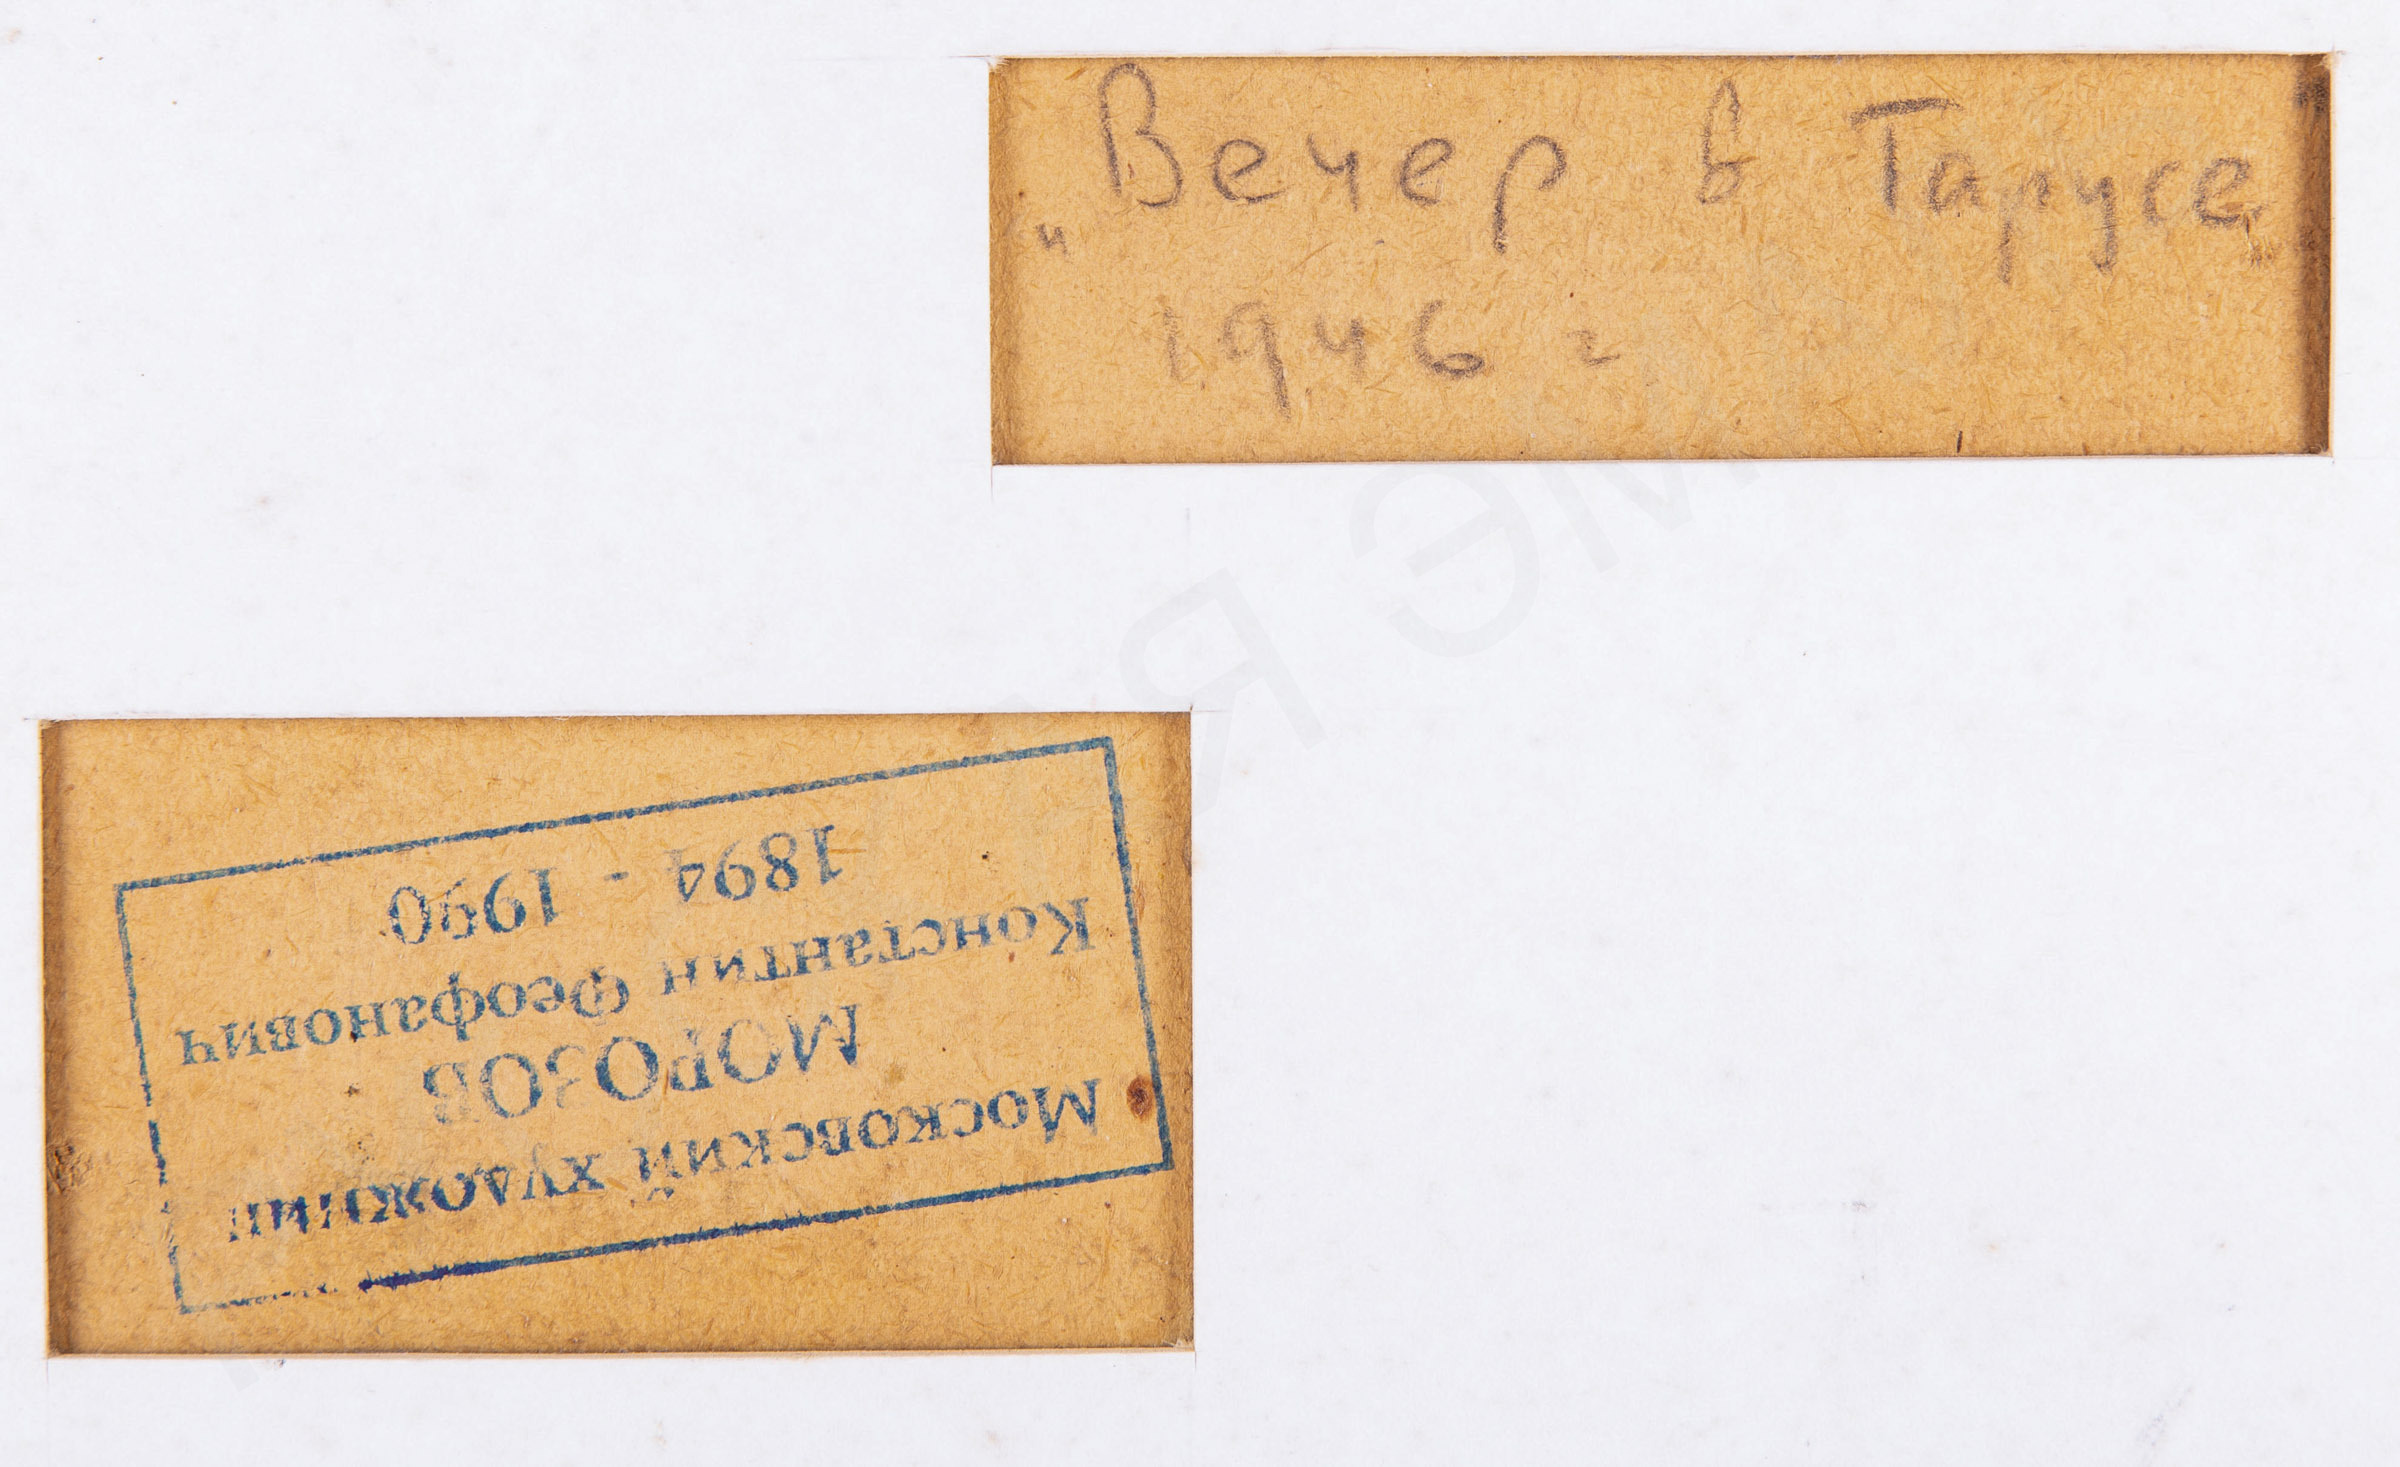 „Вечер в Тарусе"
1946 г
Московский художник
МОРОЗОВ
Константин Феофанович
1894 - 1990